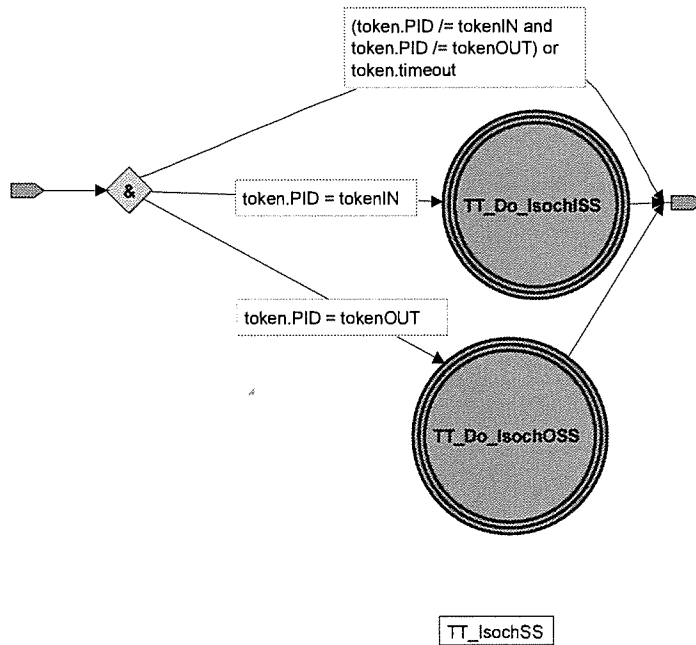 (token.PID /= tokenIN and
token.PID /= tokenOUT) or
token.timeout
&
token.PID = tokenIN
TT_Do_IsochISS
token.PID = tokenOUT
TT_Do_IsochOSS
TT_IsochSS